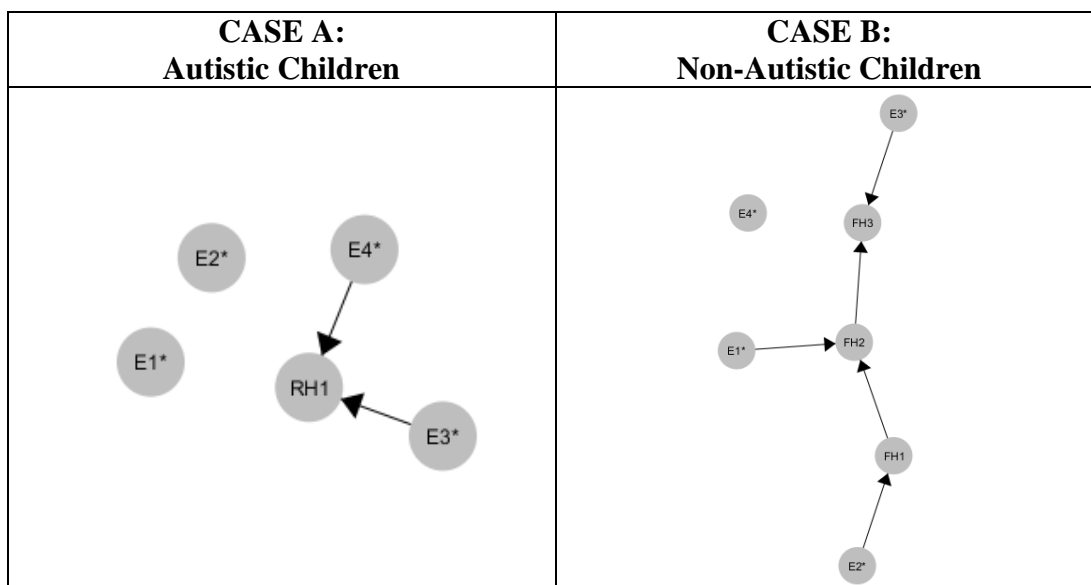 CASE A:
Autistic Children
CASE B:
Non-Autistic Children
E2*
E4*
E1*
RH1
E3*
E3*
E4*
FH3
E1*
FH2
FH1
E2*